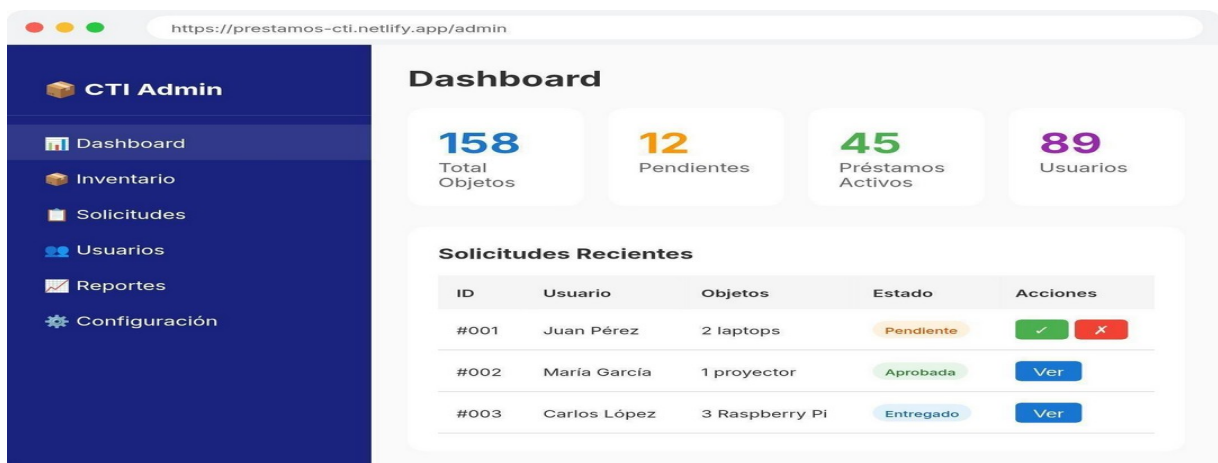 https://prestamos-cti.netlify.app/admin
CTI Admin
Dashboard
Inventario
Solicitudes
Usuarios
Reportes
Configuración
Dashboard
158
Total
Objetos
12
Pendientes
45
Préstamos
Activos
89
Usuarios
Solicitudes Recientes
ID Usuario Objetos Estado Acciones
#001 Juan Pérez 2 laptops Pendiente ✓ ✗
#002 María García 1 proyector Aprobada Ver
#003 Carlos López 3 Raspberry Pi Entregado Ver